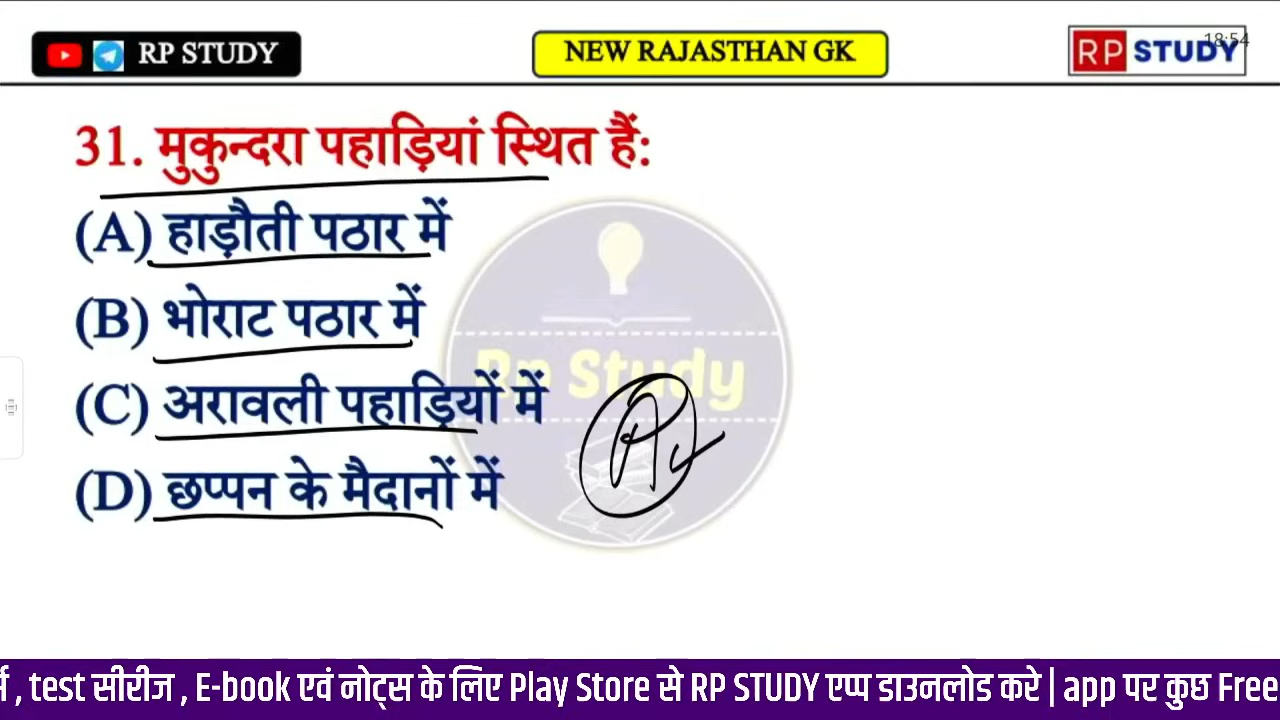 RP STUDY
NEW RAJASTHAN GK
RP STUDY
18:54
31. मुकुन्दरा पहाड़ियां स्थित हैं:
(A) हाड़ौती पठार में
(B) भोराट पठार में
(C) अरावली पहाड़ियों में
(D) छप्पन के मैदानों में
Rp Study
, test सीरीज , E-book एवं नोट्स के लिए Play Store से RP STUDY एप्प डाउनलोड करे | app पर कुछ Free